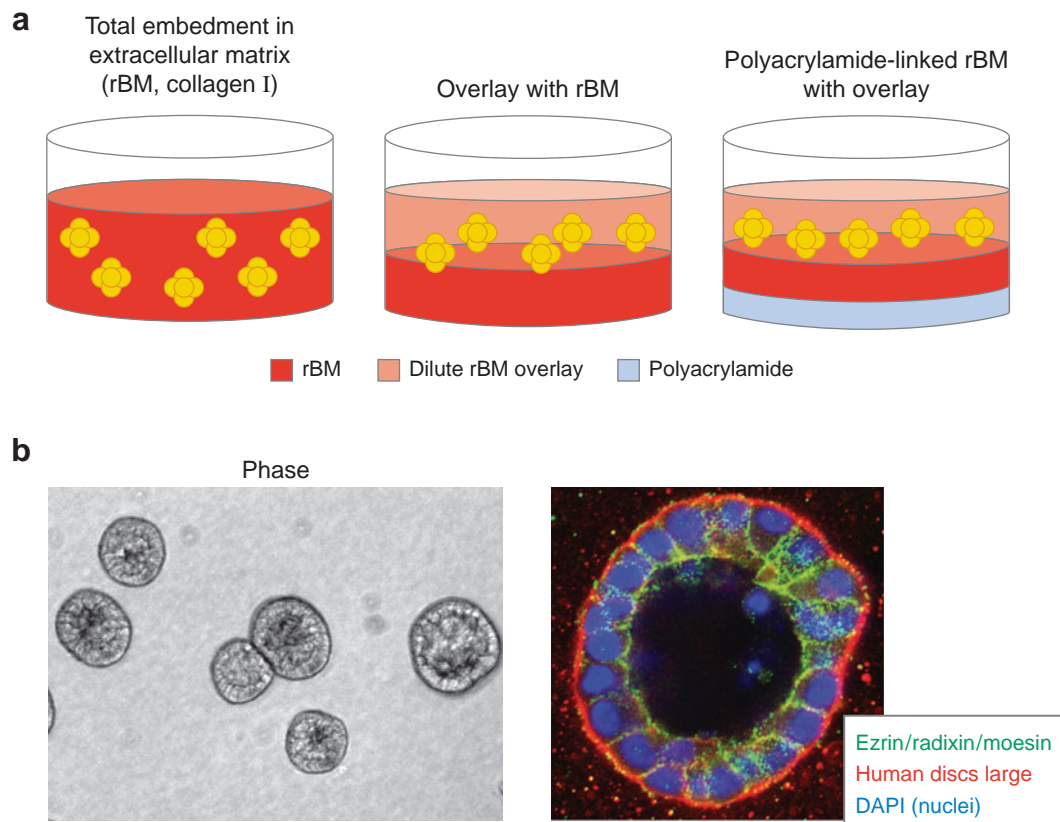 a
Total embedment in
extracellular matrix
(rBM, collagen I)
Overlay with rBM
Polyacrylamide-linked rBM
with overlay
rBM
Dilute rBM overlay
Polyacrylamide
b
Phase
Ezrin/radixin/moesin
Human discs large
DAPI (nuclei)